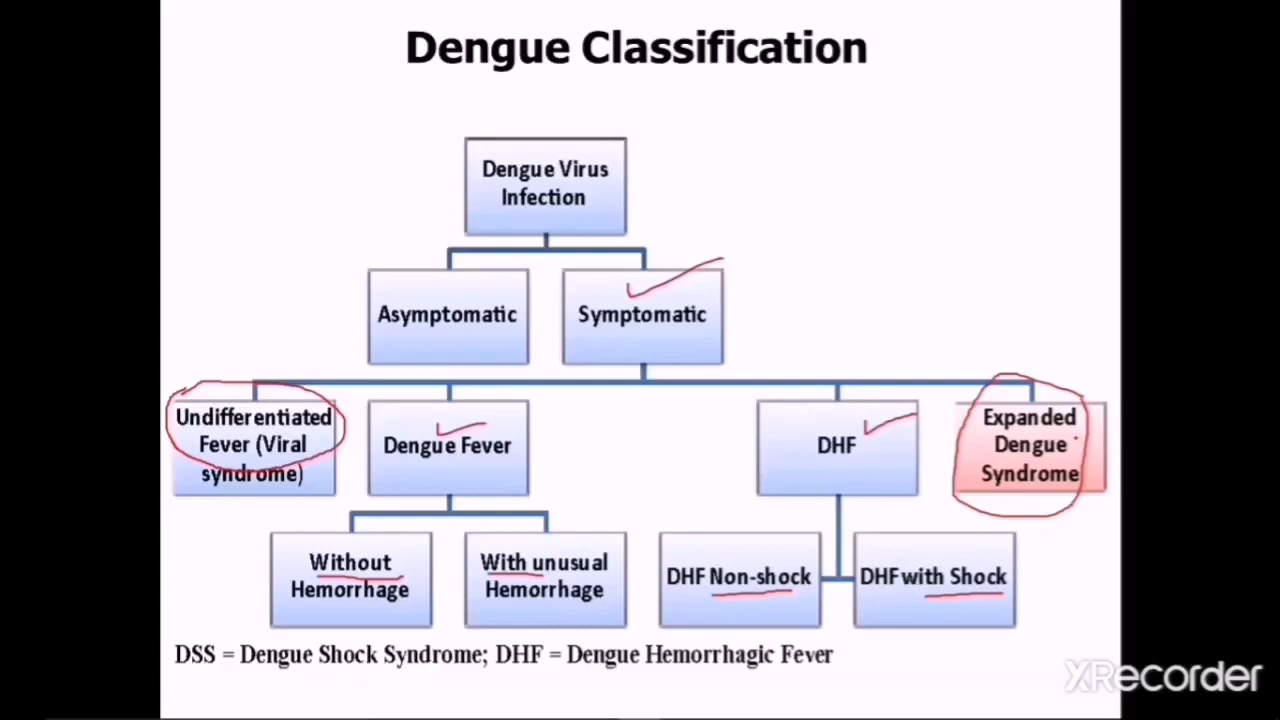 Dengue Classification
Dengue Virus
Infection
Asymptomatic
Symptomatic
Undifferentiated
Fever (Viral
syndrome)
Dengue Fever
DHF
Expanded
Dengue
Syndrome
Without
Hemorrhage
With unusual
Hemorrhage
DHF Non-shock
DHF with Shock
DSS = Dengue Shock Syndrome; DHF = Dengue Hemorrhagic Fever
XRecorder